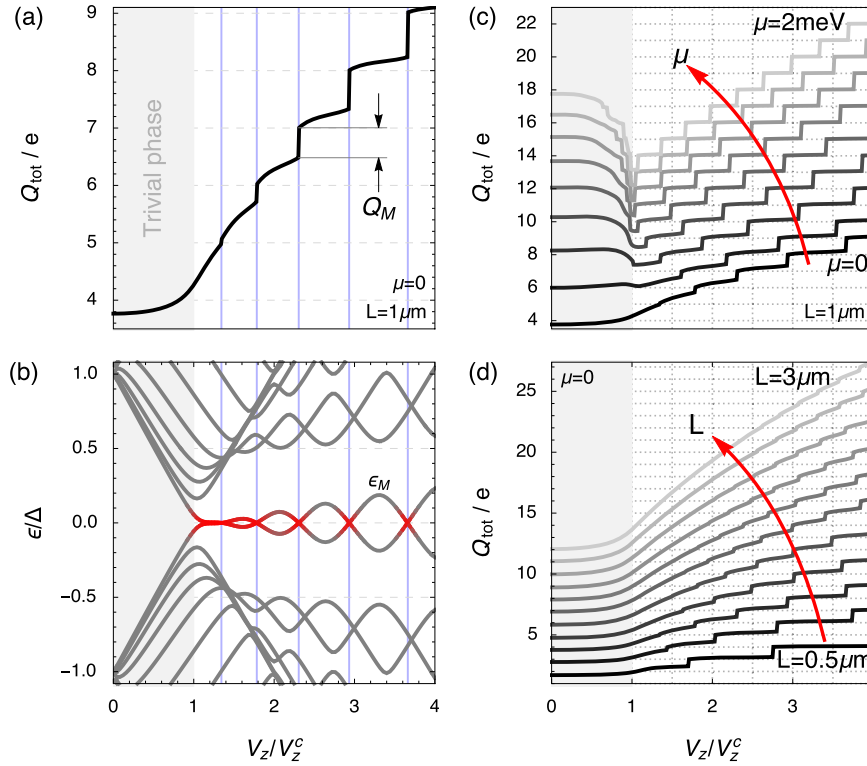 (a)
9
8
7
6
5
4
Q_tot / e
Trivial phase
Q_M
μ=0
L=1μm
(b)
1.0
0.5
0.0
−0.5
−1.0
ϵ/Δ
ϵ_M
0 1 2 3 4
V_z/V_z^c
(c)
22
20
18
16
14
12
10
8
6
4
Q_tot / e
μ=2meV
μ
μ=0
L=1μm
(d)
25
20
15
10
5
Q_tot / e
μ=0
L=3μm
L
L=0.5μm
0 1 2 3
V_z/V_z^c